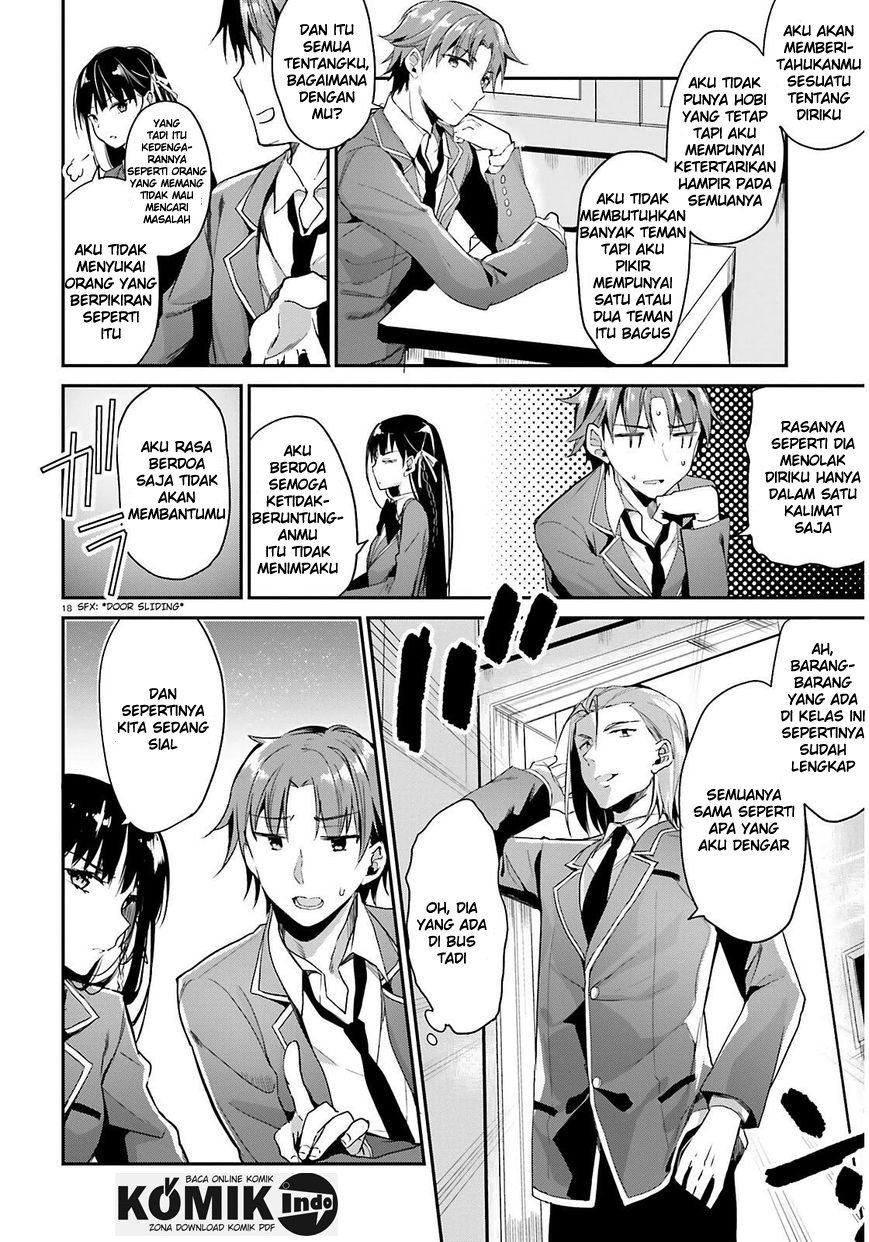 AKU AKAN
MEMBERI-
TAHUKANMU
SESUATU
TENTANG
DIRIKU
AKU TIDAK
PUNYA HOBI
YANG TETAP
TAPI AKU
MEMPUNYAI
KETERTARIKAN
HAMPIR PADA
SEMUANYA
AKU TIDAK
MEMBUTUHKAN
BANYAK TEMAN
TAPI AKU
PIKIR
MEMPUNYAI
SATU ATAU
DUA TEMAN
ITU BAGUS
DAN ITU
SEMUA
TENTANGKU,
BAGAIMANA
DENGAN
MU?
YANG
TADI ITU
KEDENGA-
RANNYA
SEPERTI ORANG
YANG MEMANG
TIDAK MAU
MENCARI
MASALAH
AKU TIDAK
MENYUKAI
ORANG YANG
BERPIKIRAN
SEPERTI
ITU
RASANYA
SEPERTI DIA
MENOLAK
DIRIKU HANYA
DALAM SATU
KALIMAT
SAJA
AKU
BERDOA
SEMOGA
KETIDAK-
BERUNTUNG-
ANMU
ITU TIDAK
MENIMPAKU
AKU RASA
BERDOA
SAJA TIDAK
AKAN
MEMBANTUMU
ガラ
18 SFX: *DOOR SLIDING*
AH,
BARANG-
BARANG
YANG ADA
DI KELAS INI
SEPERTINYA
SUDAH
LENGKAP
SEMUANYA
SAMA SEPERTI
APA YANG
AKU DENGAR
OH, DIA
YANG ADA
DI BUS
TADI
DAN
SEPERTINYA
KITA SEDANG
SIAL
BACA ONLINE KOMIK
KOMIK Indo
ZONA DOWNLOAD KOMIK PDF